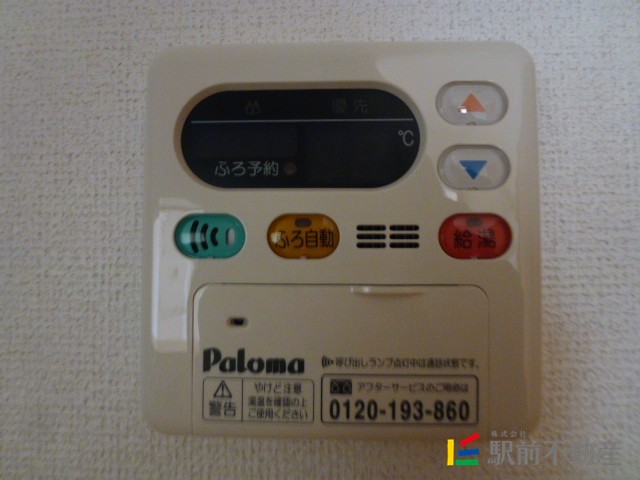 優先
℃
ふろ予約
ふろ自動
給湯
Paloma
呼び出しランプ点灯中は通話状態です。
警告
やけど注意
湯温を確認の上
ご使用ください
アフターサービスのご用命は
0120-193-860
株式会社
駅前不動産